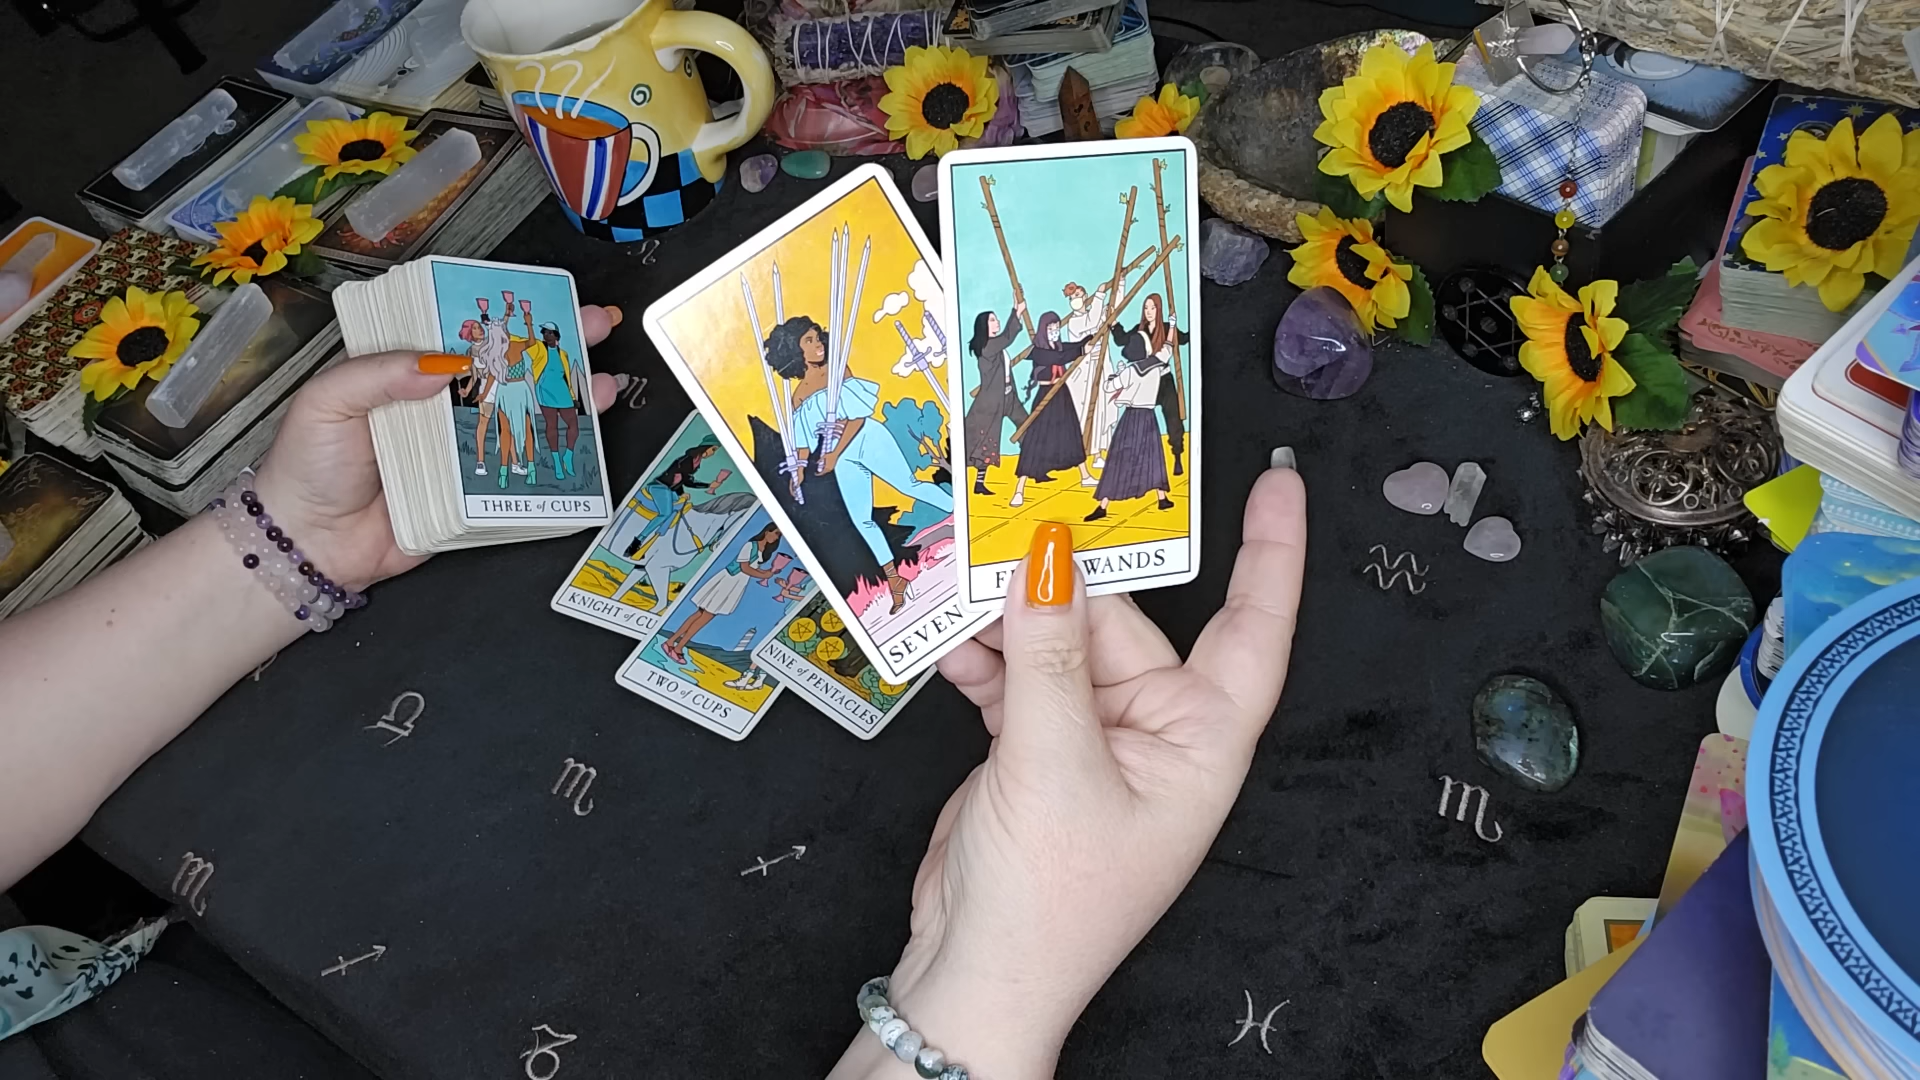 THREE of CUPS
KNIGHT of CU
TWO of CUPS
NINE of PENTACLES
SEVEN
WANDS